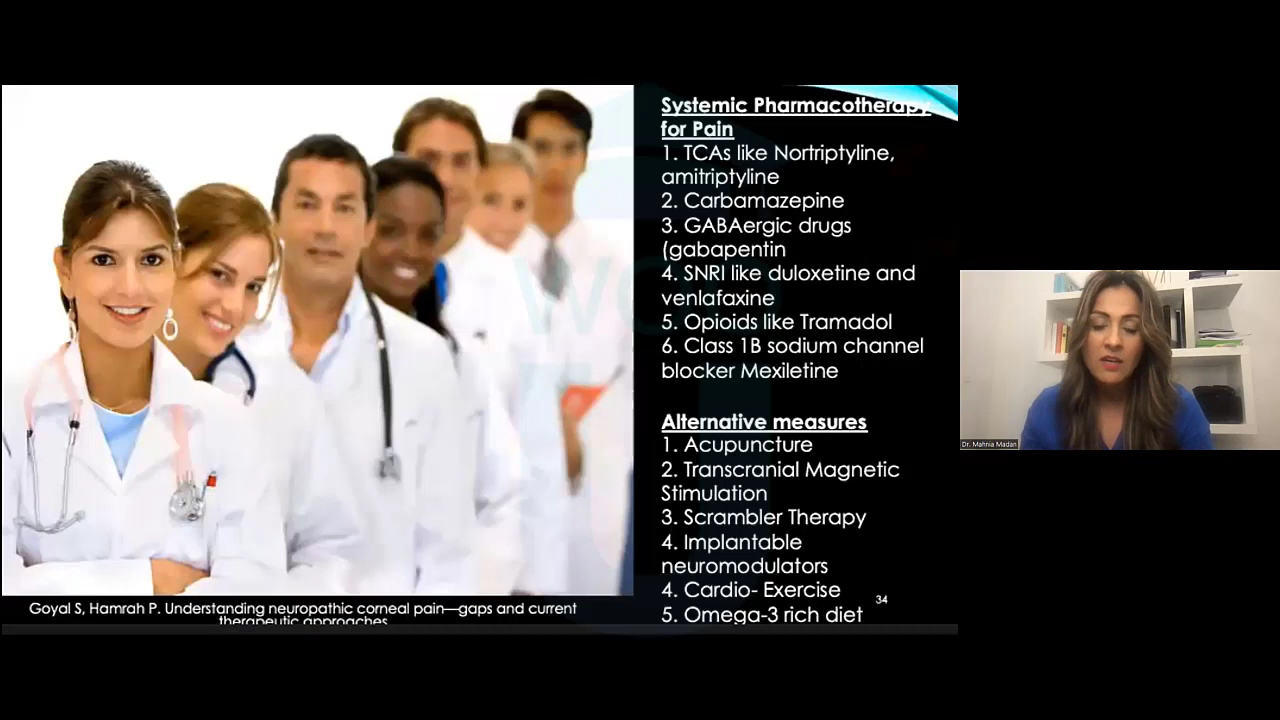 Systemic Pharmacotherapy
for Pain
1. TCAs like Nortriptyline,
amitriptyline
2. Carbamazepine
3. GABAergic drugs
(gabapentin
4. SNRI like duloxetine and
venlafaxine
5. Opioids like Tramadol
6. Class 1B sodium channel
blocker Mexiletine
Alternative measures
1. Acupuncture
2. Transcranial Magnetic
Stimulation
3. Scrambler Therapy
4. Implantable
neuromodulators
4. Cardio- Exercise
5. Omega-3 rich diet
34
Goyal S, Hamrah P. Understanding neuropathic corneal pain—gaps and current
therapeutic approaches
Dr. Mahnia Madan